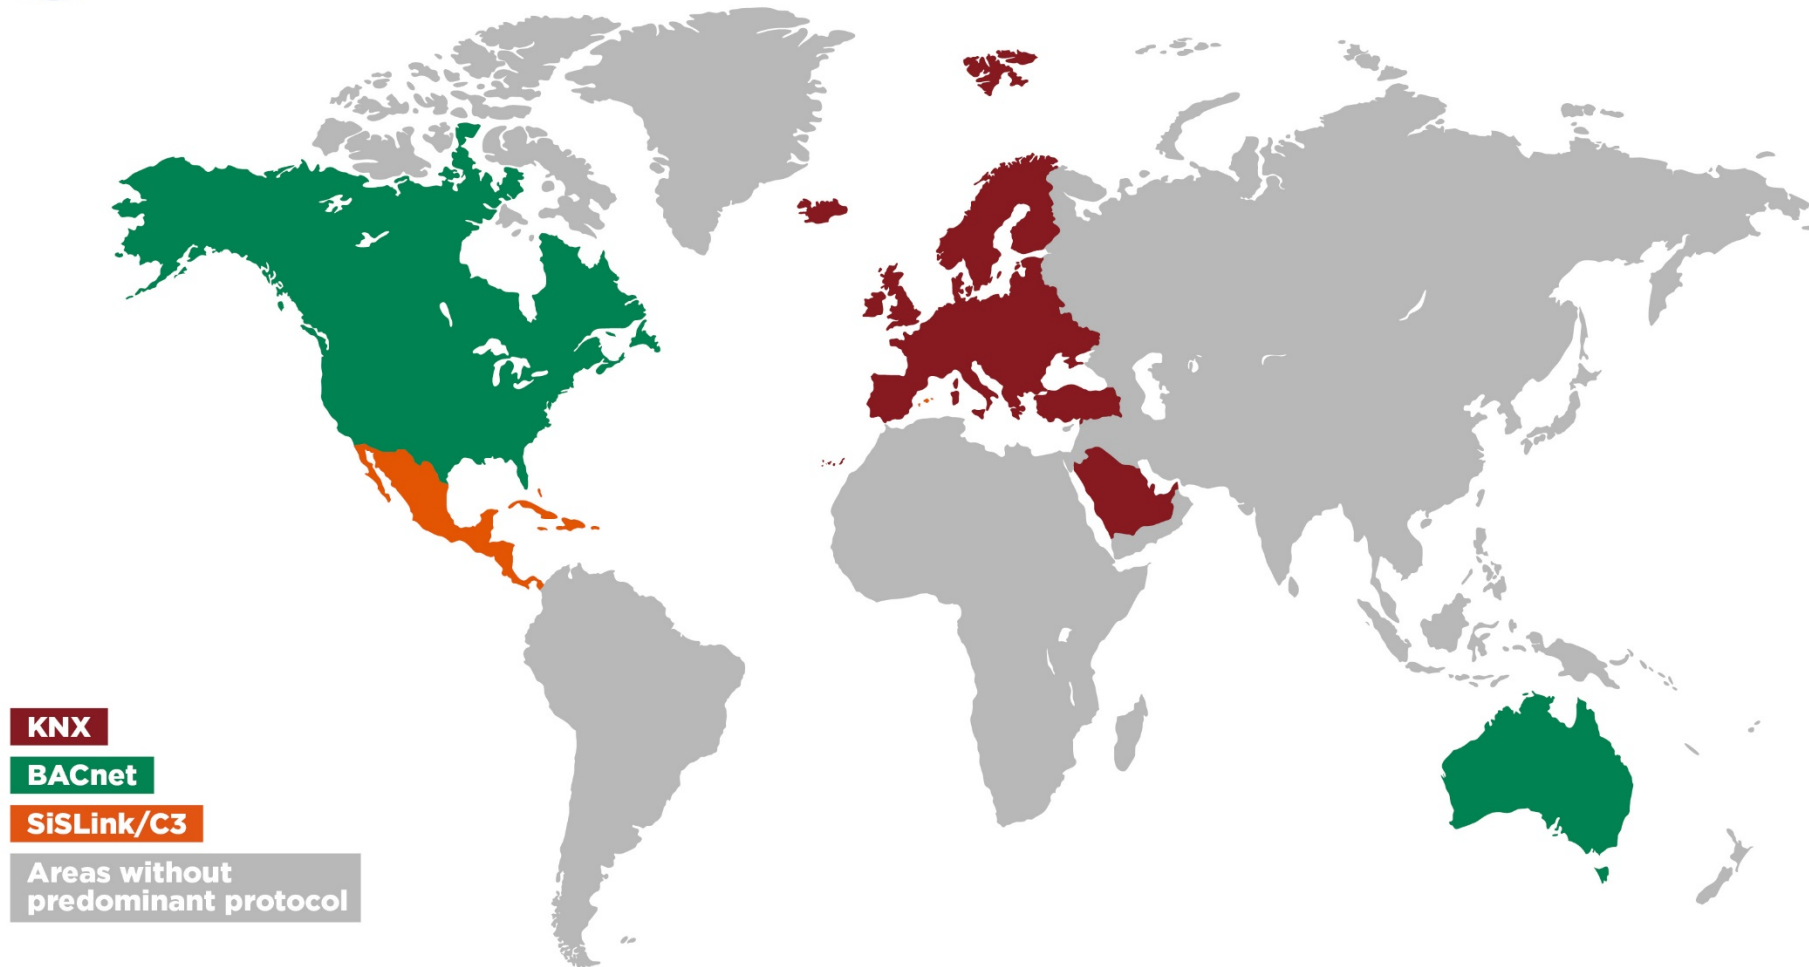 KNX
BACnet
SiSLink/C3
Areas without
predominant protocol